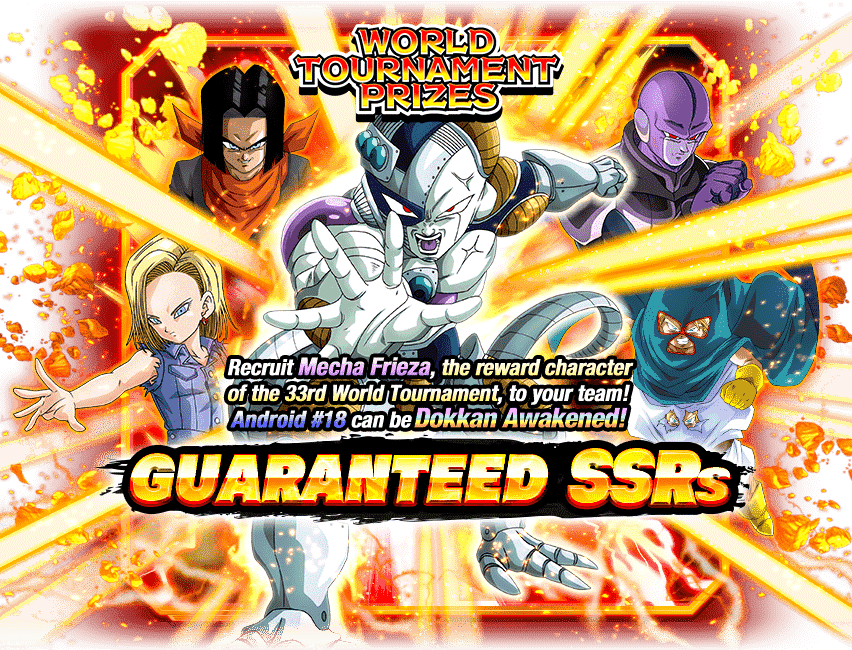 WORLD
TOURNAMENT
PRIZES
Recruit Mecha Frieza, the reward character
of the 33rd World Tournament, to your team!
Android #18 can be Dokkan Awakened!
GUARANTEED SSRs